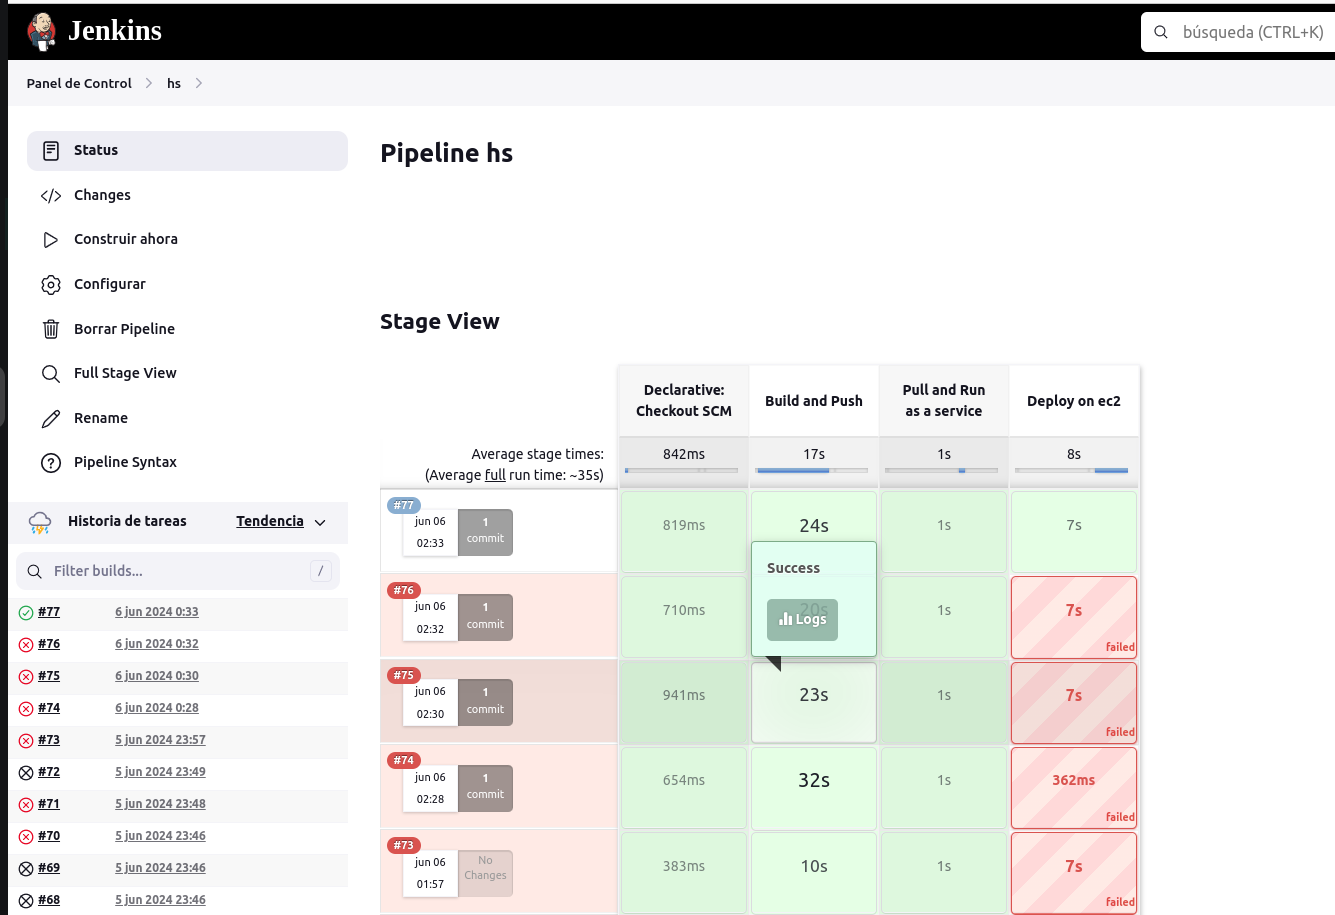 Jenkins
búsqueda (CTRL+K)
Panel de Control
hs
Status
Changes
Construir ahora
Configurar
Borrar Pipeline
Full Stage View
Rename
Pipeline Syntax
Historia de tareas
Tendencia
Filter builds...
/
#77
6 jun 2024 0:33
#76
6 jun 2024 0:32
#75
6 jun 2024 0:30
#74
6 jun 2024 0:28
#73
5 jun 2024 23:57
#72
5 jun 2024 23:49
#71
5 jun 2024 23:48
#70
5 jun 2024 23:46
#69
5 jun 2024 23:46
#68
5 jun 2024 23:46
Pipeline hs
Stage View
Declarative:
Checkout SCM
Build and Push
Pull and Run
as a service
Deploy on ec2
Average stage times:
(Average full run time: ~35s)
842ms
17s
1s
8s
#77
jun 06
02:33
1
commit
819ms
24s
1s
7s
Success
Logs
#76
jun 06
02:32
1
commit
710ms
20s
1s
7s
failed
#75
jun 06
02:30
1
commit
941ms
23s
1s
7s
failed
#74
jun 06
02:28
1
commit
654ms
32s
1s
362ms
failed
#73
jun 06
01:57
No
Changes
383ms
10s
1s
7s
failed